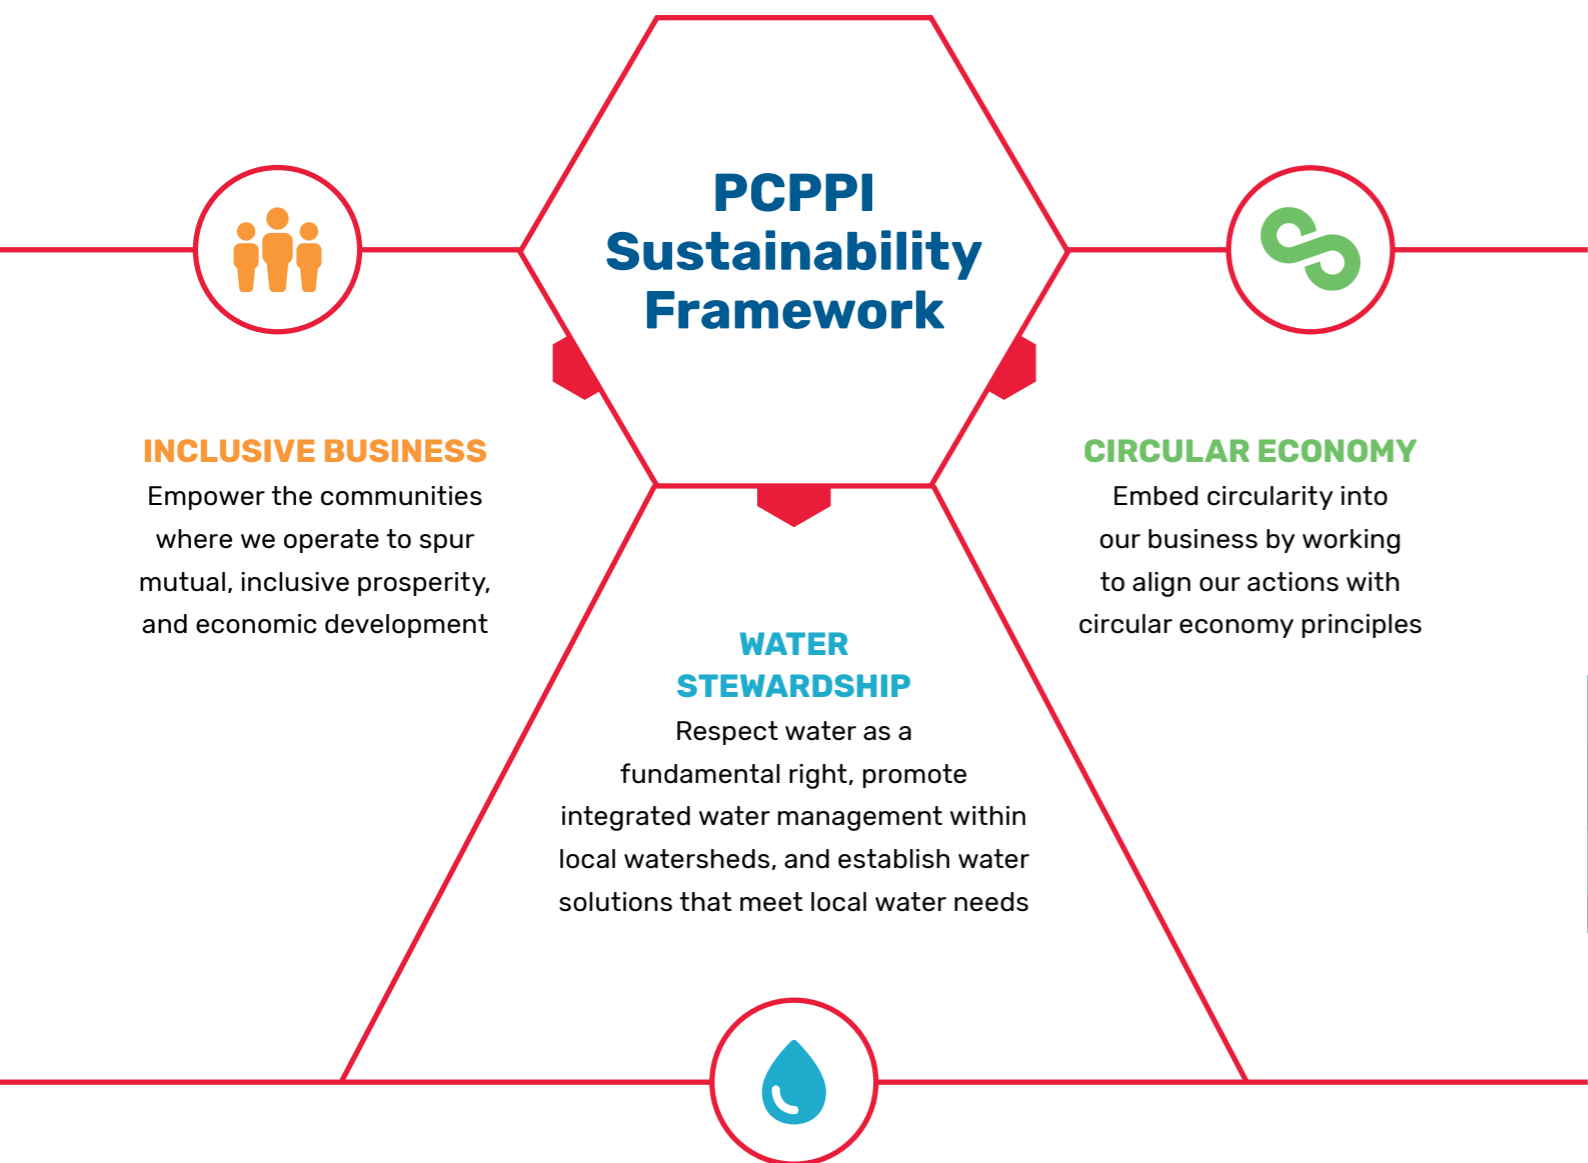 PCPPI
Sustainability
Framework
INCLUSIVE BUSINESS
Empower the communities
where we operate to spur
mutual, inclusive prosperity,
and economic development
WATER
STEWARDSHIP
Respect water as a
fundamental right, promote
integrated water management within
local watersheds, and establish water
solutions that meet local water needs
CIRCULAR ECONOMY
Embed circularity into
our business by working
to align our actions with
circular economy principles